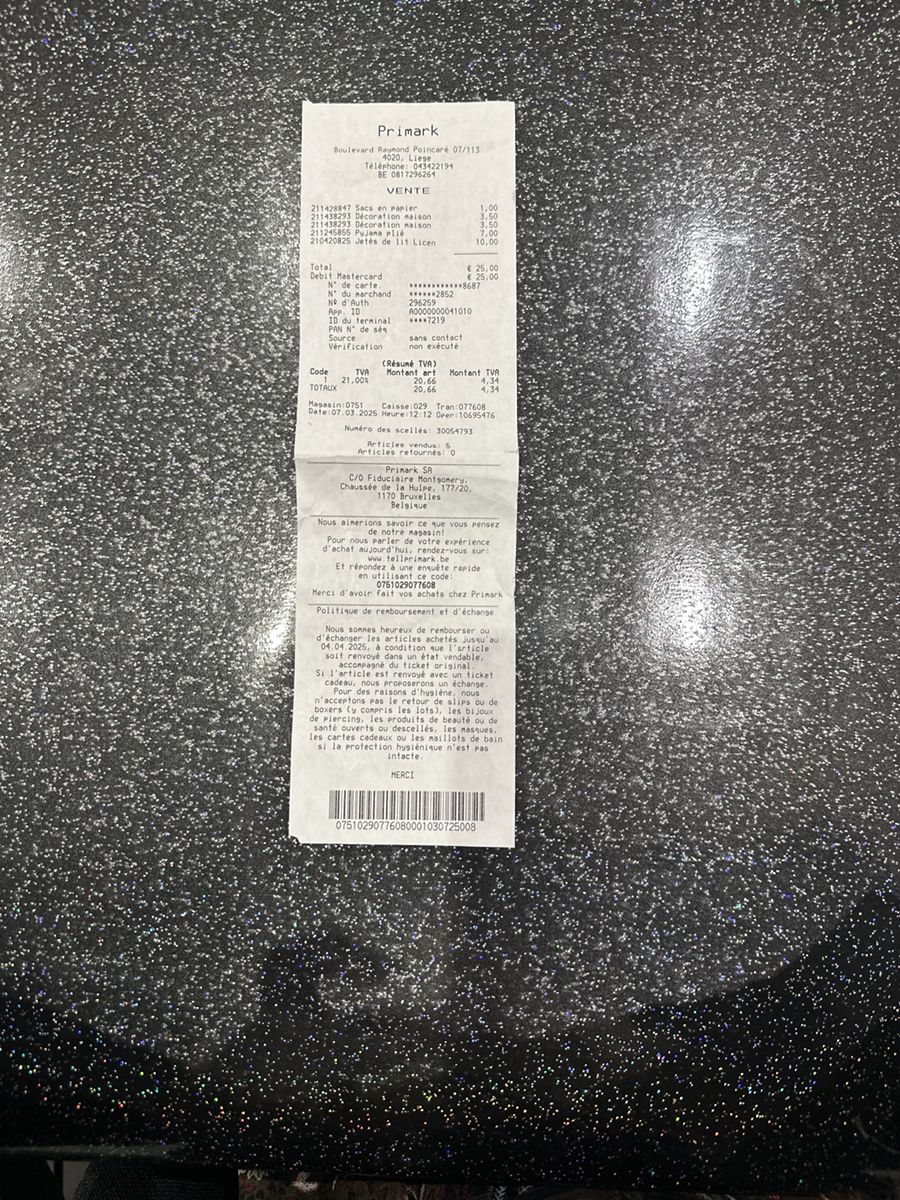 Primark
Boulevard Raymond Poincaré 07/113
4020, Liege
Téléphone: 043422194
BE 0817296264
VENTE
211428847 Sacs en papier 1,00
211438293 Décoration maison 3,50
211438293 Décoration maison 3,50
211245855 Pyjama plié 7,00
210420825 Jetés de lit Licen 10,00
Total € 25,00
Debit Mastercard € 25,00
N° de carte. ************8687
N° du marchand ******2852
Nº d'Auth 296259
App. ID A0000000041010
ID du terminal ****7219
PAN N° de séq
Source sans contact
Vérification non exécuté
(Résumé TVA)
Code TVA Montant art Montant TVA
1 21,00% 20,66 4,34
TOTAUX 20,66 4,34
Magasin:0751 Caisse:029 Tran:077608
Date:07.03.2025 Heure:12:12 Oper:10695476
Numéro des scellés: 30054793
Articles vendus: 5
Articles retournés: 0
Primark SA
C/O Fiduciaire Montgomery,
Chaussée de la Hulpe, 177/20,
1170 Bruxelles
Belgique
Nous aimerions savoir ce que vous pensez
de notre magasin!
Pour nous parler de votre expérience
d'achat aujourd'hui, rendez-vous sur:
www.tellprimark.be
Et répondez à une enquête rapide
en utilisant ce code:
0751029077608
Merci d'avoir fait vos achats chez Primark
Politique de remboursement et d'échange
Nous sommes heureux de rembourser ou
d'échanger les articles achetés jusqu'au
04.04.2025, à condition que l'article
soit renvoyé dans un état vendable,
accompagné du ticket original.
Si l'article est renvoyé avec un ticket
cadeau, nous proposerons un échange.
Pour des raisons d'hygiène, nous
n'acceptons pas le retour de slips ou de
boxers (y compris les lots), les bijoux
de piercing, les produits de beauté ou de
santé ouverts ou descellés, les masques,
les cartes cadeaux ou les maillots de bain
si la protection hygiénique n'est pas
intacte.
MERCI
07510290776080001030725008